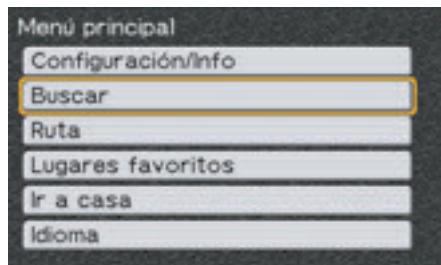 Menú principal
Configuración/Info
Buscar
Ruta
Lugares favoritos
Ir a casa
Idioma